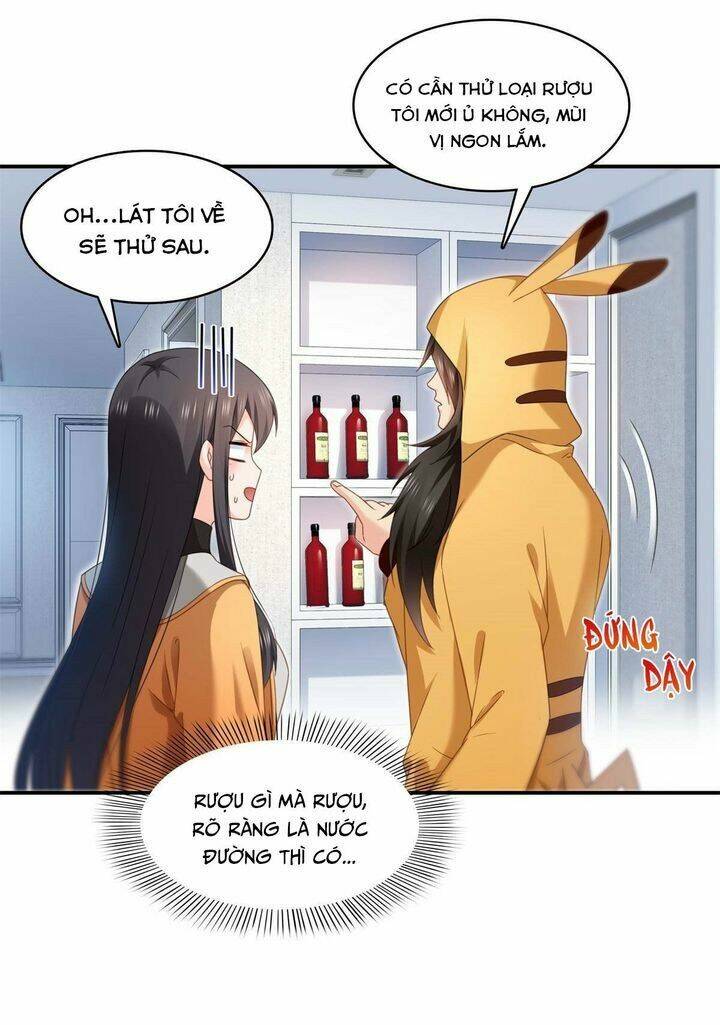 CÓ CẦN THỬ LOẠI RƯỢU
TÔI MỚI Ủ KHÔNG, MÙI
VỊ NGON LẮM.
OH...LÁT TÔI VỀ
SẼ THỬ SAU.
ĐỨNG
DẬY
RƯỢU GÌ MÀ RƯỢU,
RÕ RÀNG LÀ NƯỚC
ĐƯỜNG THÌ CÓ...